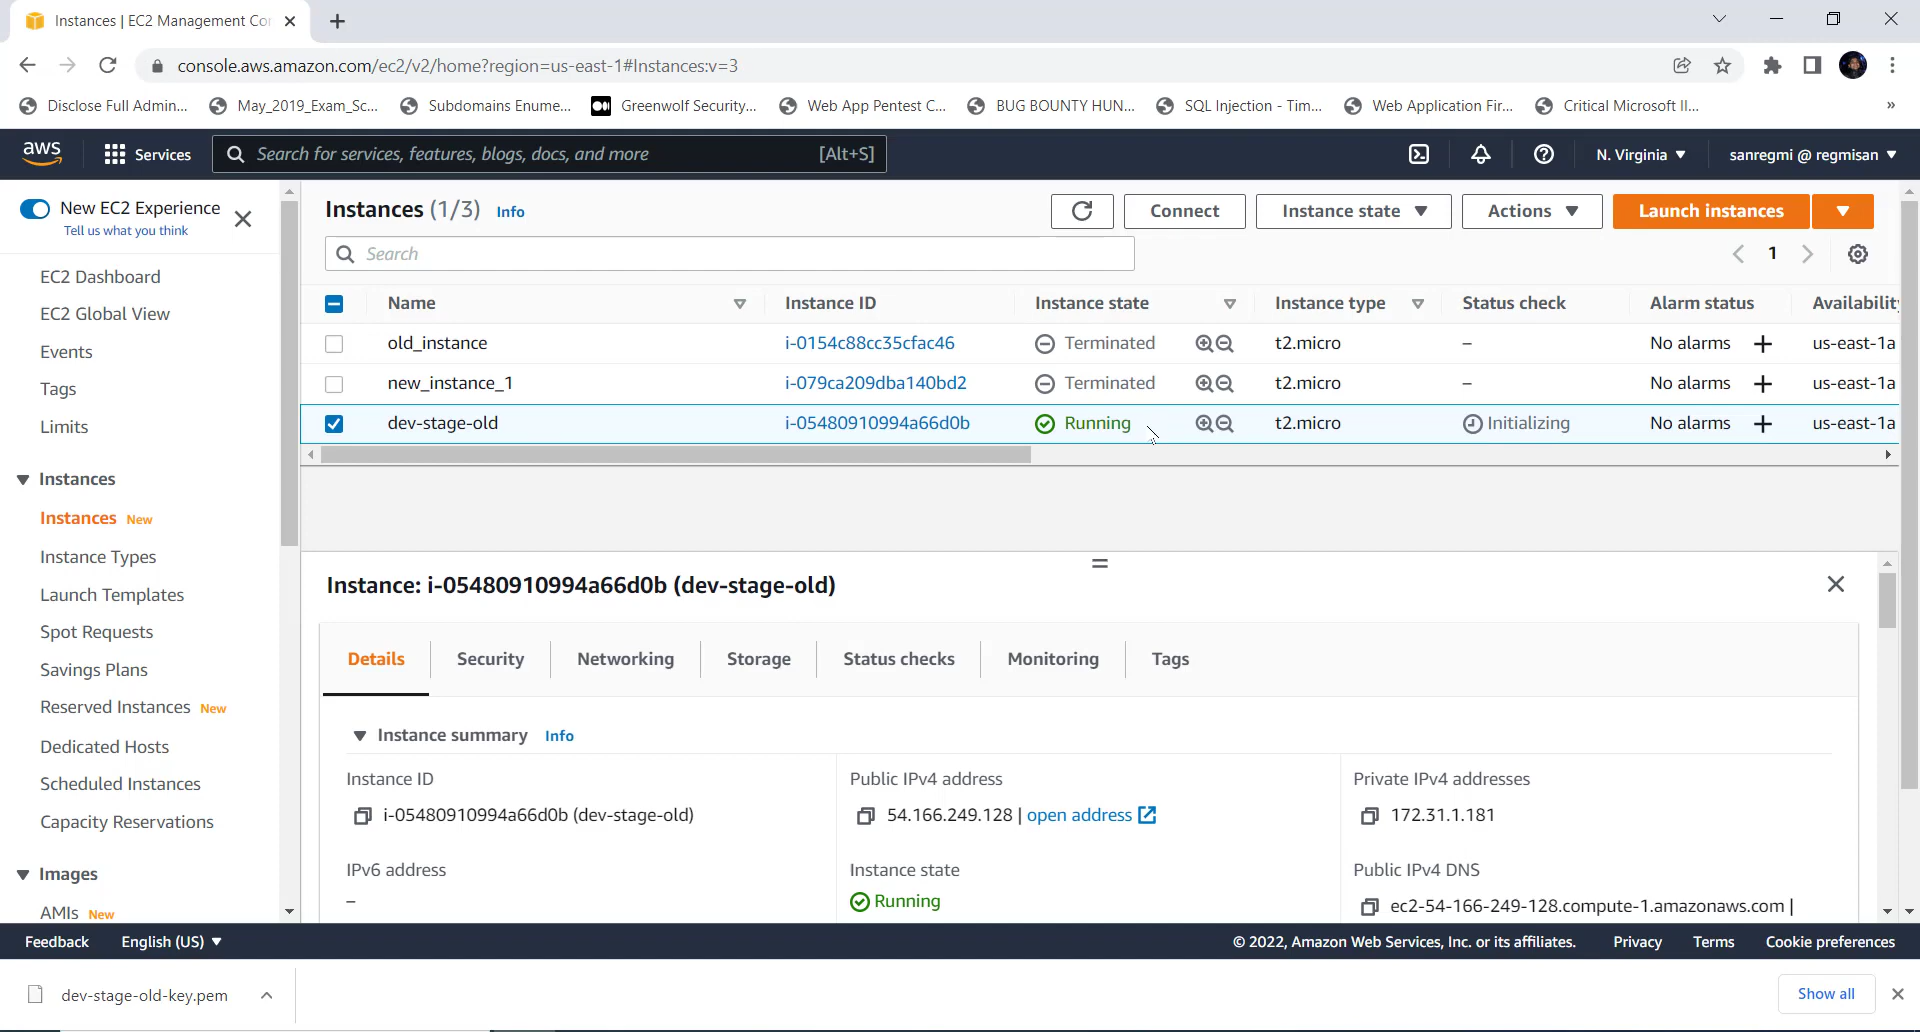 Instances | EC2 Management Co
console.aws.amazon.com/ec2/v2/home?region=us-east-1#Instances:v=3
Disclose Full Admin...
May_2019_Exam_Sc...
Subdomains Enume...
Greenwolf Security,...
Web App Pentest C...
BUG BOUNTY HUN...
SQL Injection - Tim...
Web Application Fir...
Critical Microsoft II...
»
aws
Services
Search for services, features, blogs, docs, and more
[Alt+S]
N. Virginia
sanregmi @ regmisan
New EC2 Experience
Tell us what you think
EC2 Dashboard
EC2 Global View
Events
Tags
Limits
Instances
Instances New
Instance Types
Launch Templates
Spot Requests
Savings Plans
Reserved Instances New
Dedicated Hosts
Scheduled Instances
Capacity Reservations
Images
AMIs New
Instances (1/3) Info
Connect
Instance state
Actions
Launch instances
Search
1
Name Instance ID Instance state Instance type Status check Alarm status Availability
old_instance i-0154c88cc35cfac46 Terminated t2.micro – No alarms + us-east-1a
new_instance_1 i-079ca209dba140bd2 Terminated t2.micro – No alarms + us-east-1a
dev-stage-old i-05480910994a66d0b Running t2.micro Initializing No alarms + us-east-1a
Instance: i-05480910994a66d0b (dev-stage-old)
Details
Security
Networking
Storage
Status checks
Monitoring
Tags
Instance summary Info
Instance ID
i-05480910994a66d0b (dev-stage-old)
Public IPv4 address
54.166.249.128 | open address
Private IPv4 addresses
172.31.1.181
IPv6 address
–
Instance state
Running
Public IPv4 DNS
ec2-54-166-249-128.compute-1.amazonaws.com |
Feedback
English (US)
© 2022, Amazon Web Services, Inc. or its affiliates.
Privacy
Terms
Cookie preferences
dev-stage-old-key.pem
Show all